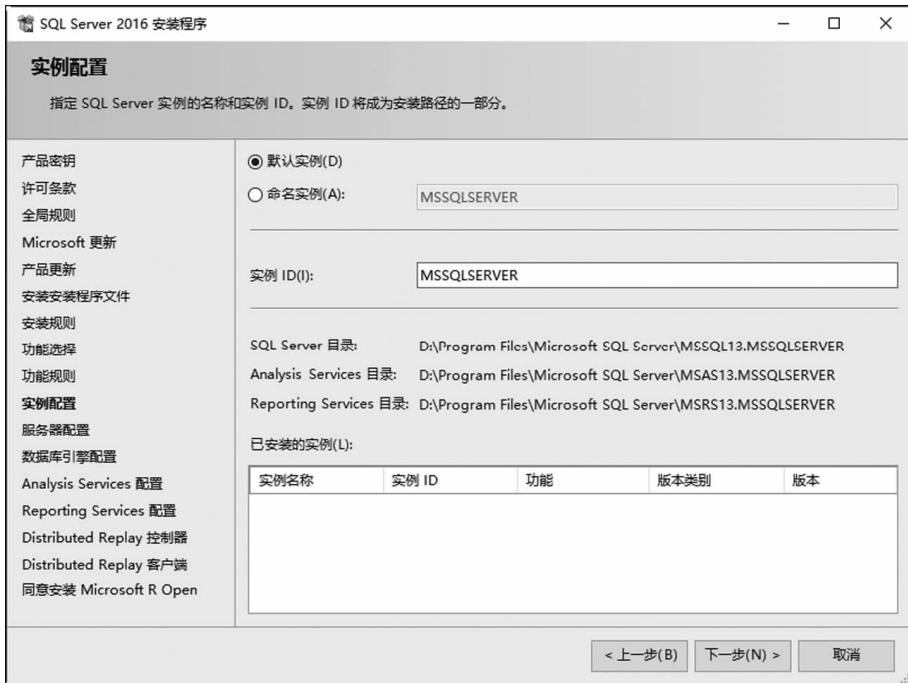 SQL Server 2016 安装程序
实例配置
指定 SQL Server 实例的名称和实例 ID。实例 ID 将成为安装路径的一部分。
产品密钥
许可条款
全局规则
Microsoft 更新
产品更新
安装安装程序文件
安装规则
功能选择
功能规则
实例配置
服务器配置
数据库引擎配置
Analysis Services 配置
Reporting Services 配置
Distributed Replay 控制器
Distributed Replay 客户端
同意安装 Microsoft R Open
默认实例(D)
命名实例(A): MSSQLSERVER
实例 ID(I): MSSQLSERVER
SQL Server 目录: D:\Program Files\Microsoft SQL Server\MSSQL13.MSSQLSERVER
Analysis Services 目录: D:\Program Files\Microsoft SQL Server\MSAS13.MSSQLSERVER
Reporting Services 目录: D:\Program Files\Microsoft SQL Server\MSRS13.MSSQLSERVER
已安装的实例(L):
实例名称 实例 ID 功能 版本类别 版本
< 上一步(B) 下一步(N) > 取消